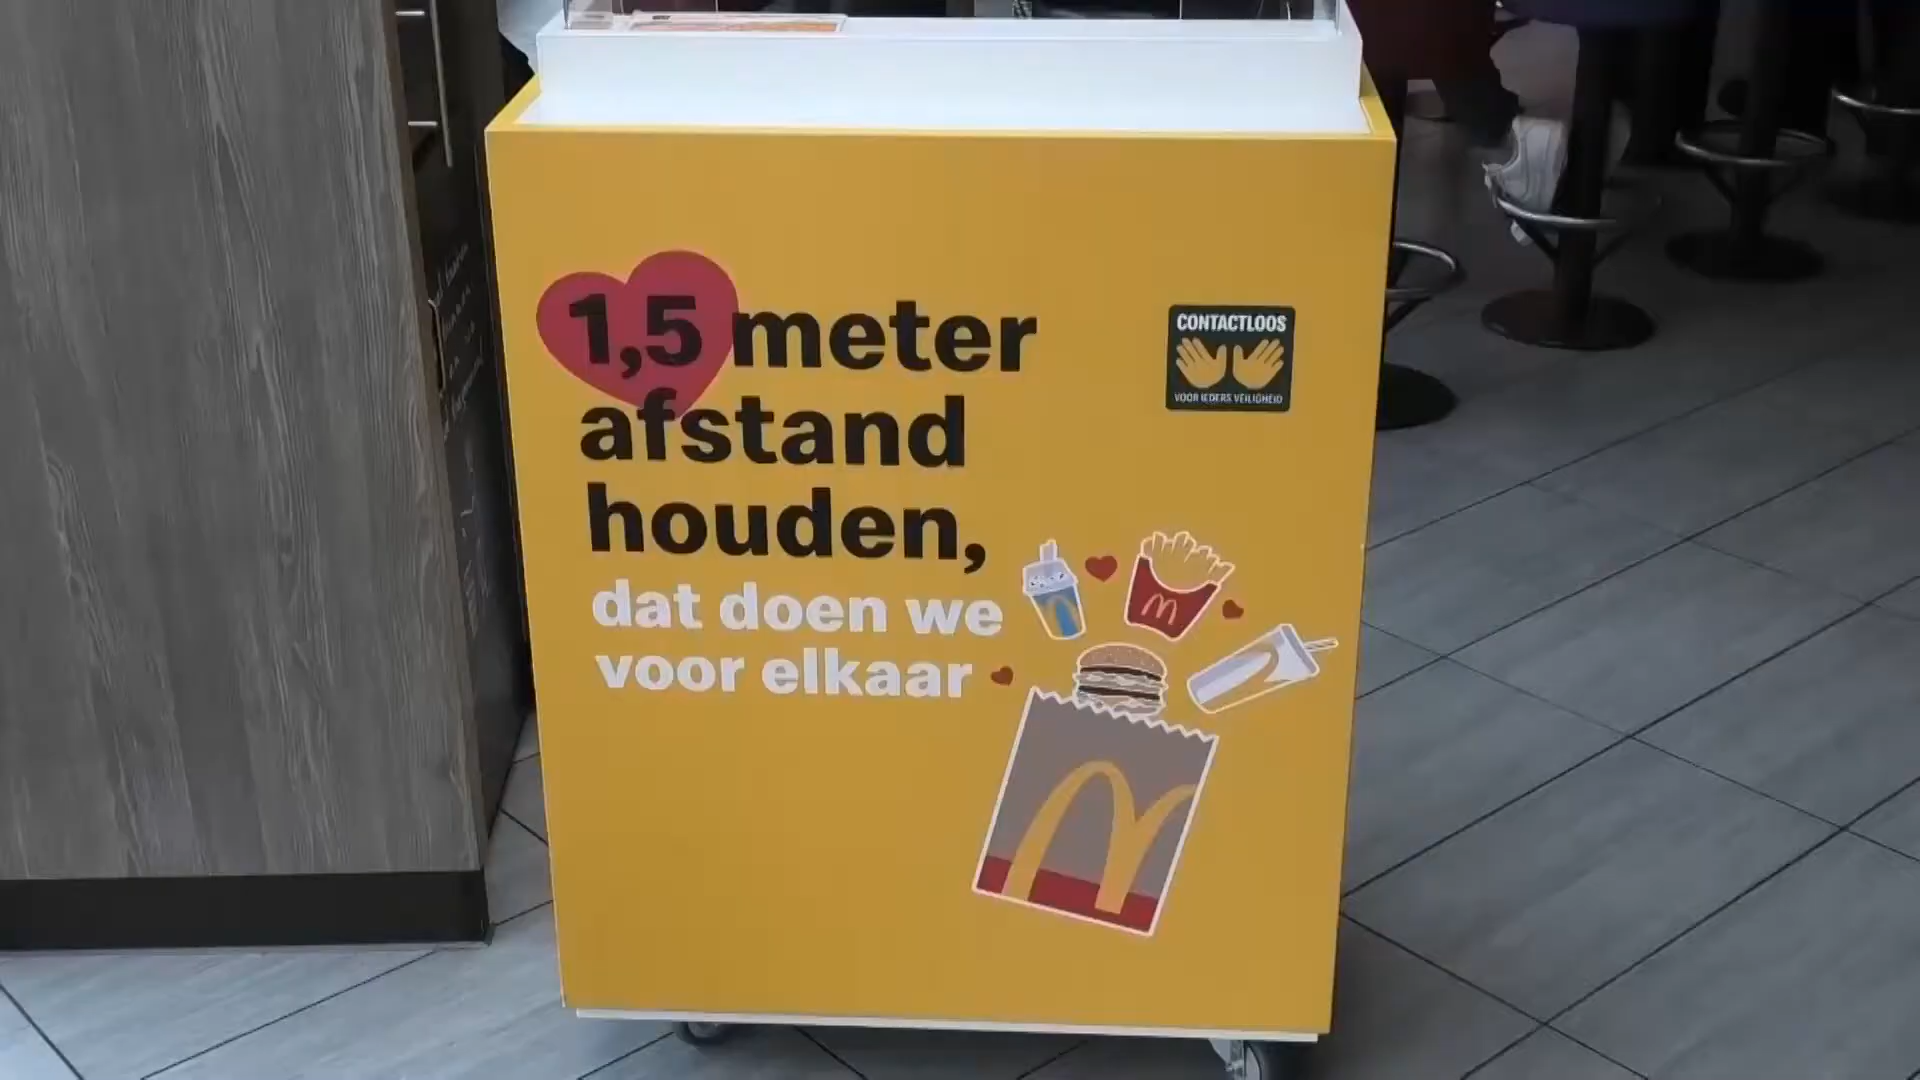 1,5 meter
afstand
houden,
dat doen we
voor elkaar
CONTACTLOOS
VOOR IEDERS VEILIGHEID